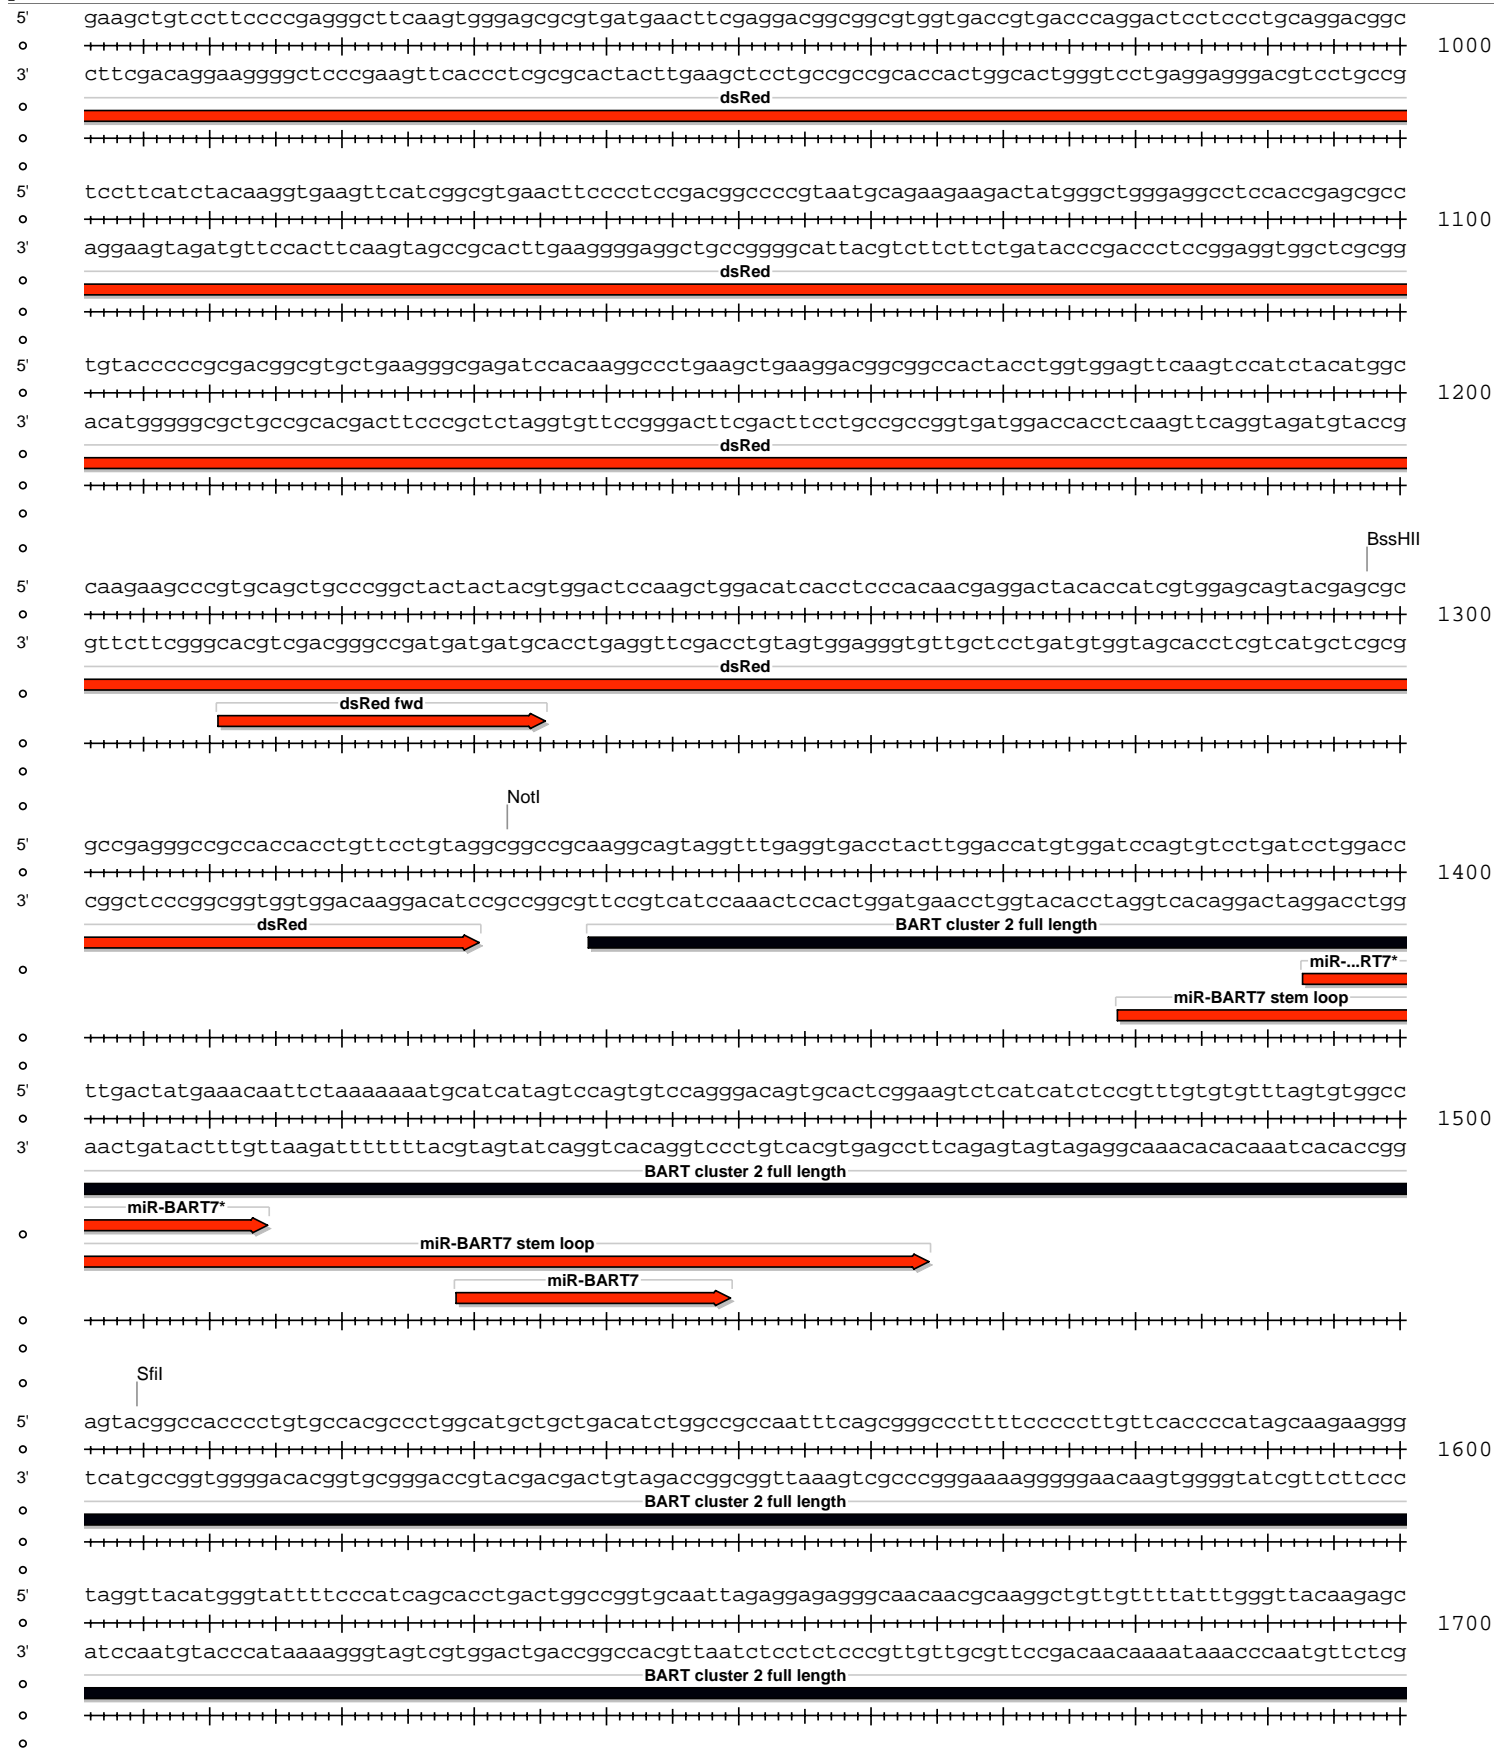 5' gaagctgtccttccccgagggcttcaagtgggagcgcgtgatgaacttcgaggacggcggcgtggtgaccgtgacccaggactcctccctgcaggacggc
1000
3' cttcgacaggaaggggctcccgaagttcaccctcgcgcactacttgaagctcctgccgccgcaccactggcactgggtcctgaggagggacgtcctgccg
dsRed
5' tccttcatctacaaggtgaagttcatcggcgtgaacttcccctccgacggccccgtaatgcagaagaagactatgggctgggaggcctccaccgagcgcc
1100
3' aggaagtagatgttccacttcaagtagccgcacttgaaggggaggctgccggggcattacgtcttcttctgatacccgaccctccggaggtggctcgcgg
dsRed
5' tgtacccccgcgacggcgtgctgaagggcgagatccacaaggccctgaagctgaaggacggcggccactacctggtggagttcaagtccatctacatggc
1200
3' acatgggggcgctgccgcacgacttcccgctctaggtgttccgggacttcgacttcctgccgccggtgatggaccacctcaagttcaggtagatgtaccg
dsRed
BssHII
5' caagaagcccgtgcagctgcccggctactactacgtggactccaagctggacatcacctcccacaacgaggactacaccatcgtggagcagtacgagcgc
1300
3' gttcttcgggcacgtcgacgggccgatgatgatgcacctgaggttcgacctgtagtggagggtgttgctcctgatgtggtagcacctcgtcatgctcgcg
dsRed
dsRed fwd
NotI
5' gccgagggccgccaccacctgttcctgtaggcggccgcaaggcagtaggtttgaggtgacctacttggaccatgtggatccagtgtcctgatcctggacc
1400
3' cggctcccggcggtggtggacaaggacatccgccggcgttccgtcatccaaactccactggatgaacctggtacacctaggtcacaggactaggacctgg
dsRed BART cluster 2 full length
miR-...RT7*
miR-BART7 stem loop
5' ttgactatgaaacaattctaaaaaaatgcatcatagtccagtgtccagggacagtgcactcggaagtctcatcatctccgtttgtgtgtttagtgtggcc
1500
3' aactgatactttgttaagatttttttacgtagtatcaggtcacaggtccctgtcacgtgagccttcagagtagtagaggcaaacacacaaatcacaccgg
BART cluster 2 full length
miR-BART7*
miR-BART7 stem loop
miR-BART7
SfiI
5' agtacggccacccctgtgccacgccctggcatgctgctgacatctggccgccaatttcagcgggcccttttcccccttgttcaccccatagcaagaaggg
1600
3' tcatgccggtggggacacggtgcgggaccgtacgacgactgtagaccggcggttaaagtcgcccgggaaaagggggaacaagtggggtatcgttcttccc
BART cluster 2 full length
5' taggttacatgggtattttcccatcagcacctgactggccggtgcaattagaggagagggcaacaacgcaaggctgttgttttatttgggttacaagagc
1700
3' atccaatgtacccataaaagggtagtcgtggactgaccggccacgttaatctcctctcccgttgttgcgttccgacaacaaaataaacccaatgttctcg
BART cluster 2 full length